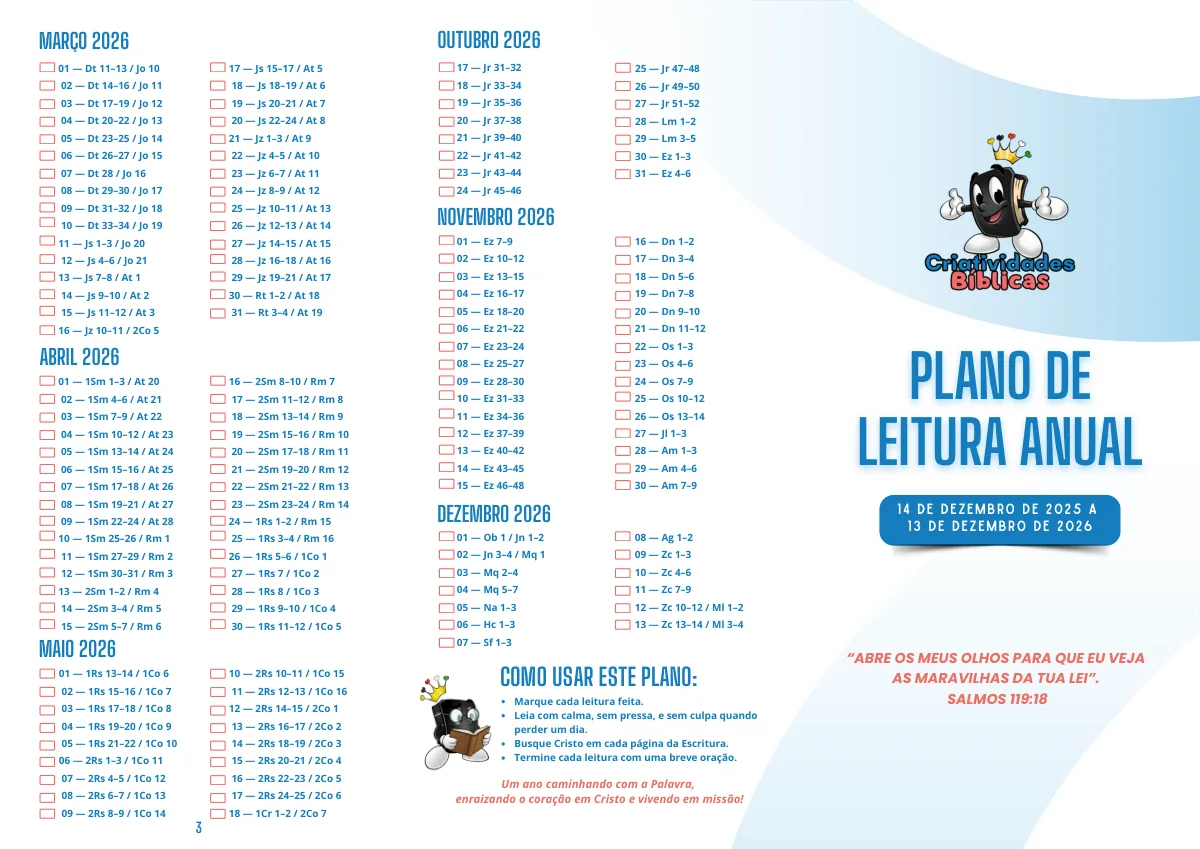 MARÇO 2026
01 — Dt 11–13 / Jo 10
02 — Dt 14–16 / Jo 11
03 — Dt 17–19 / Jo 12
04 — Dt 20–22 / Jo 13
05 — Dt 23–25 / Jo 14
06 — Dt 26–27 / Jo 15
07 — Dt 28 / Jo 16
08 — Dt 29–30 / Jo 17
09 — Dt 31–32 / Jo 18
10 — Dt 33–34 / Jo 19
11 — Js 1–3 / Jo 20
12 — Js 4–6 / Jo 21
13 — Js 7–8 / At 1
14 — Js 9–10 / At 2
15 — Js 11–12 / At 3
16 — Jz 10–11 / 2Co 5
17 — Js 15–17 / At 5
18 — Js 18–19 / At 6
19 — Js 20–21 / At 7
20 — Js 22–24 / At 8
21 — Jz 1–3 / At 9
22 — Jz 4–5 / At 10
23 — Jz 6–7 / At 11
24 — Jz 8–9 / At 12
25 — Jz 10–11 / At 13
26 — Jz 12–13 / At 14
27 — Jz 14–15 / At 15
28 — Jz 16–18 / At 16
29 — Jz 19–21 / At 17
30 — Rt 1–2 / At 18
31 — Rt 3–4 / At 19
ABRIL 2026
01 — 1Sm 1–3 / At 20
02 — 1Sm 4–6 / At 21
03 — 1Sm 7–9 / At 22
04 — 1Sm 10–12 / At 23
05 — 1Sm 13–14 / At 24
06 — 1Sm 15–16 / At 25
07 — 1Sm 17–18 / At 26
08 — 1Sm 19–21 / At 27
09 — 1Sm 22–24 / At 28
10 — 1Sm 25–26 / Rm 1
11 — 1Sm 27–29 / Rm 2
12 — 1Sm 30–31 / Rm 3
13 — 2Sm 1–2 / Rm 4
14 — 2Sm 3–4 / Rm 5
15 — 2Sm 5–7 / Rm 6
16 — 2Sm 8–10 / Rm 7
17 — 2Sm 11–12 / Rm 8
18 — 2Sm 13–14 / Rm 9
19 — 2Sm 15–16 / Rm 10
20 — 2Sm 17–18 / Rm 11
21 — 2Sm 19–20 / Rm 12
22 — 2Sm 21–22 / Rm 13
23 — 2Sm 23–24 / Rm 14
24 — 1Rs 1–2 / Rm 15
25 — 1Rs 3–4 / Rm 16
26 — 1Rs 5–6 / 1Co 1
27 — 1Rs 7 / 1Co 2
28 — 1Rs 8 / 1Co 3
29 — 1Rs 9–10 / 1Co 4
30 — 1Rs 11–12 / 1Co 5
MAIO 2026
01 — 1Rs 13–14 / 1Co 6
02 — 1Rs 15–16 / 1Co 7
03 — 1Rs 17–18 / 1Co 8
04 — 1Rs 19–20 / 1Co 9
05 — 1Rs 21–22 / 1Co 10
06 — 2Rs 1–3 / 1Co 11
07 — 2Rs 4–5 / 1Co 12
08 — 2Rs 6–7 / 1Co 13
09 — 2Rs 8–9 / 1Co 14
10 — 2Rs 10–11 / 1Co 15
11 — 2Rs 12–13 / 1Co 16
12 — 2Rs 14–15 / 2Co 1
13 — 2Rs 16–17 / 2Co 2
14 — 2Rs 18–19 / 2Co 3
15 — 2Rs 20–21 / 2Co 4
16 — 2Rs 22–23 / 2Co 5
17 — 2Rs 24–25 / 2Co 6
18 — 1Cr 1–2 / 2Co 7
3
OUTUBRO 2026
17 — Jr 31–32
18 — Jr 33–34
19 — Jr 35–36
20 — Jr 37–38
21 — Jr 39–40
22 — Jr 41–42
23 — Jr 43–44
24 — Jr 45–46
25 — Jr 47–48
26 — Jr 49–50
27 — Jr 51–52
28 — Lm 1–2
29 — Lm 3–5
30 — Ez 1–3
31 — Ez 4–6
NOVEMBRO 2026
01 — Ez 7–9
02 — Ez 10–12
03 — Ez 13–15
04 — Ez 16–17
05 — Ez 18–20
06 — Ez 21–22
07 — Ez 23–24
08 — Ez 25–27
09 — Ez 28–30
10 — Ez 31–33
11 — Ez 34–36
12 — Ez 37–39
13 — Ez 40–42
14 — Ez 43–45
15 — Ez 46–48
16 — Dn 1–2
17 — Dn 3–4
18 — Dn 5–6
19 — Dn 7–8
20 — Dn 9–10
21 — Dn 11–12
22 — Os 1–3
23 — Os 4–6
24 — Os 7–9
25 — Os 10–12
26 — Os 13–14
27 — Jl 1–3
28 — Am 1–3
29 — Am 4–6
30 — Am 7–9
DEZEMBRO 2026
01 — Ob 1 / Jn 1–2
02 — Jn 3–4 / Mq 1
03 — Mq 2–4
04 — Mq 5–7
05 — Na 1–3
06 — Hc 1–3
07 — Sf 1–3
08 — Ag 1–2
09 — Zc 1–3
10 — Zc 4–6
11 — Zc 7–9
12 — Zc 10–12 / Ml 1–2
13 — Zc 13–14 / Ml 3–4
COMO USAR ESTE PLANO:
• Marque cada leitura feita.
• Leia com calma, sem pressa, e sem culpa quando
perder um dia.
• Busque Cristo em cada página da Escritura.
• Termine cada leitura com uma breve oração.
Um ano caminhando com a Palavra,
enraizando o coração em Cristo e vivendo em missão!
Criatividades
Bíblicas
PLANO DE
LEITURA ANUAL
14 DE DEZEMBRO DE 2025 A
13 DE DEZEMBRO DE 2026
“ABRE OS MEUS OLHOS PARA QUE EU VEJA
AS MARAVILHAS DA TUA LEI”.
SALMOS 119:18